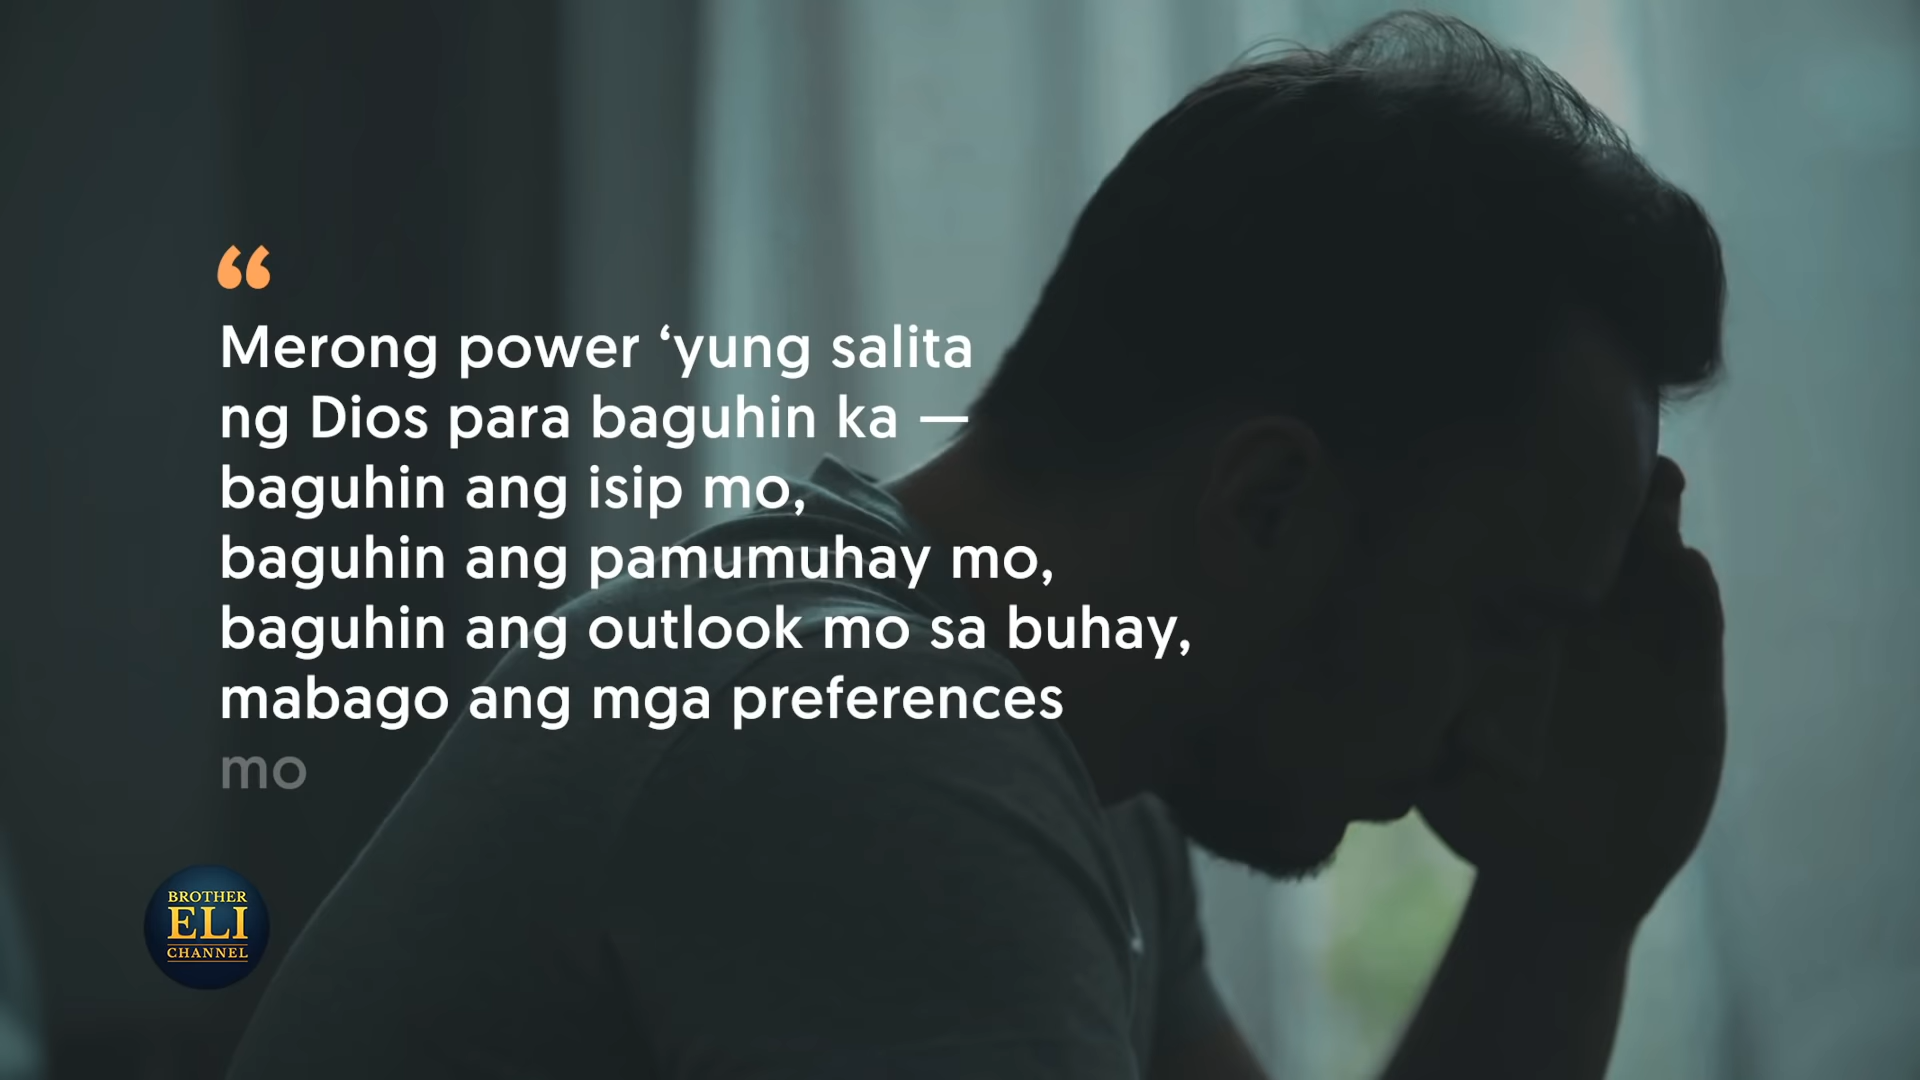 “
Merong power ‘yung salita
ng Dios para baguhin ka —
baguhin ang isip mo,
baguhin ang pamumuhay mo,
baguhin ang outlook mo sa buhay,
mabago ang mga preferences
mo
BROTHER
ELI
CHANNEL